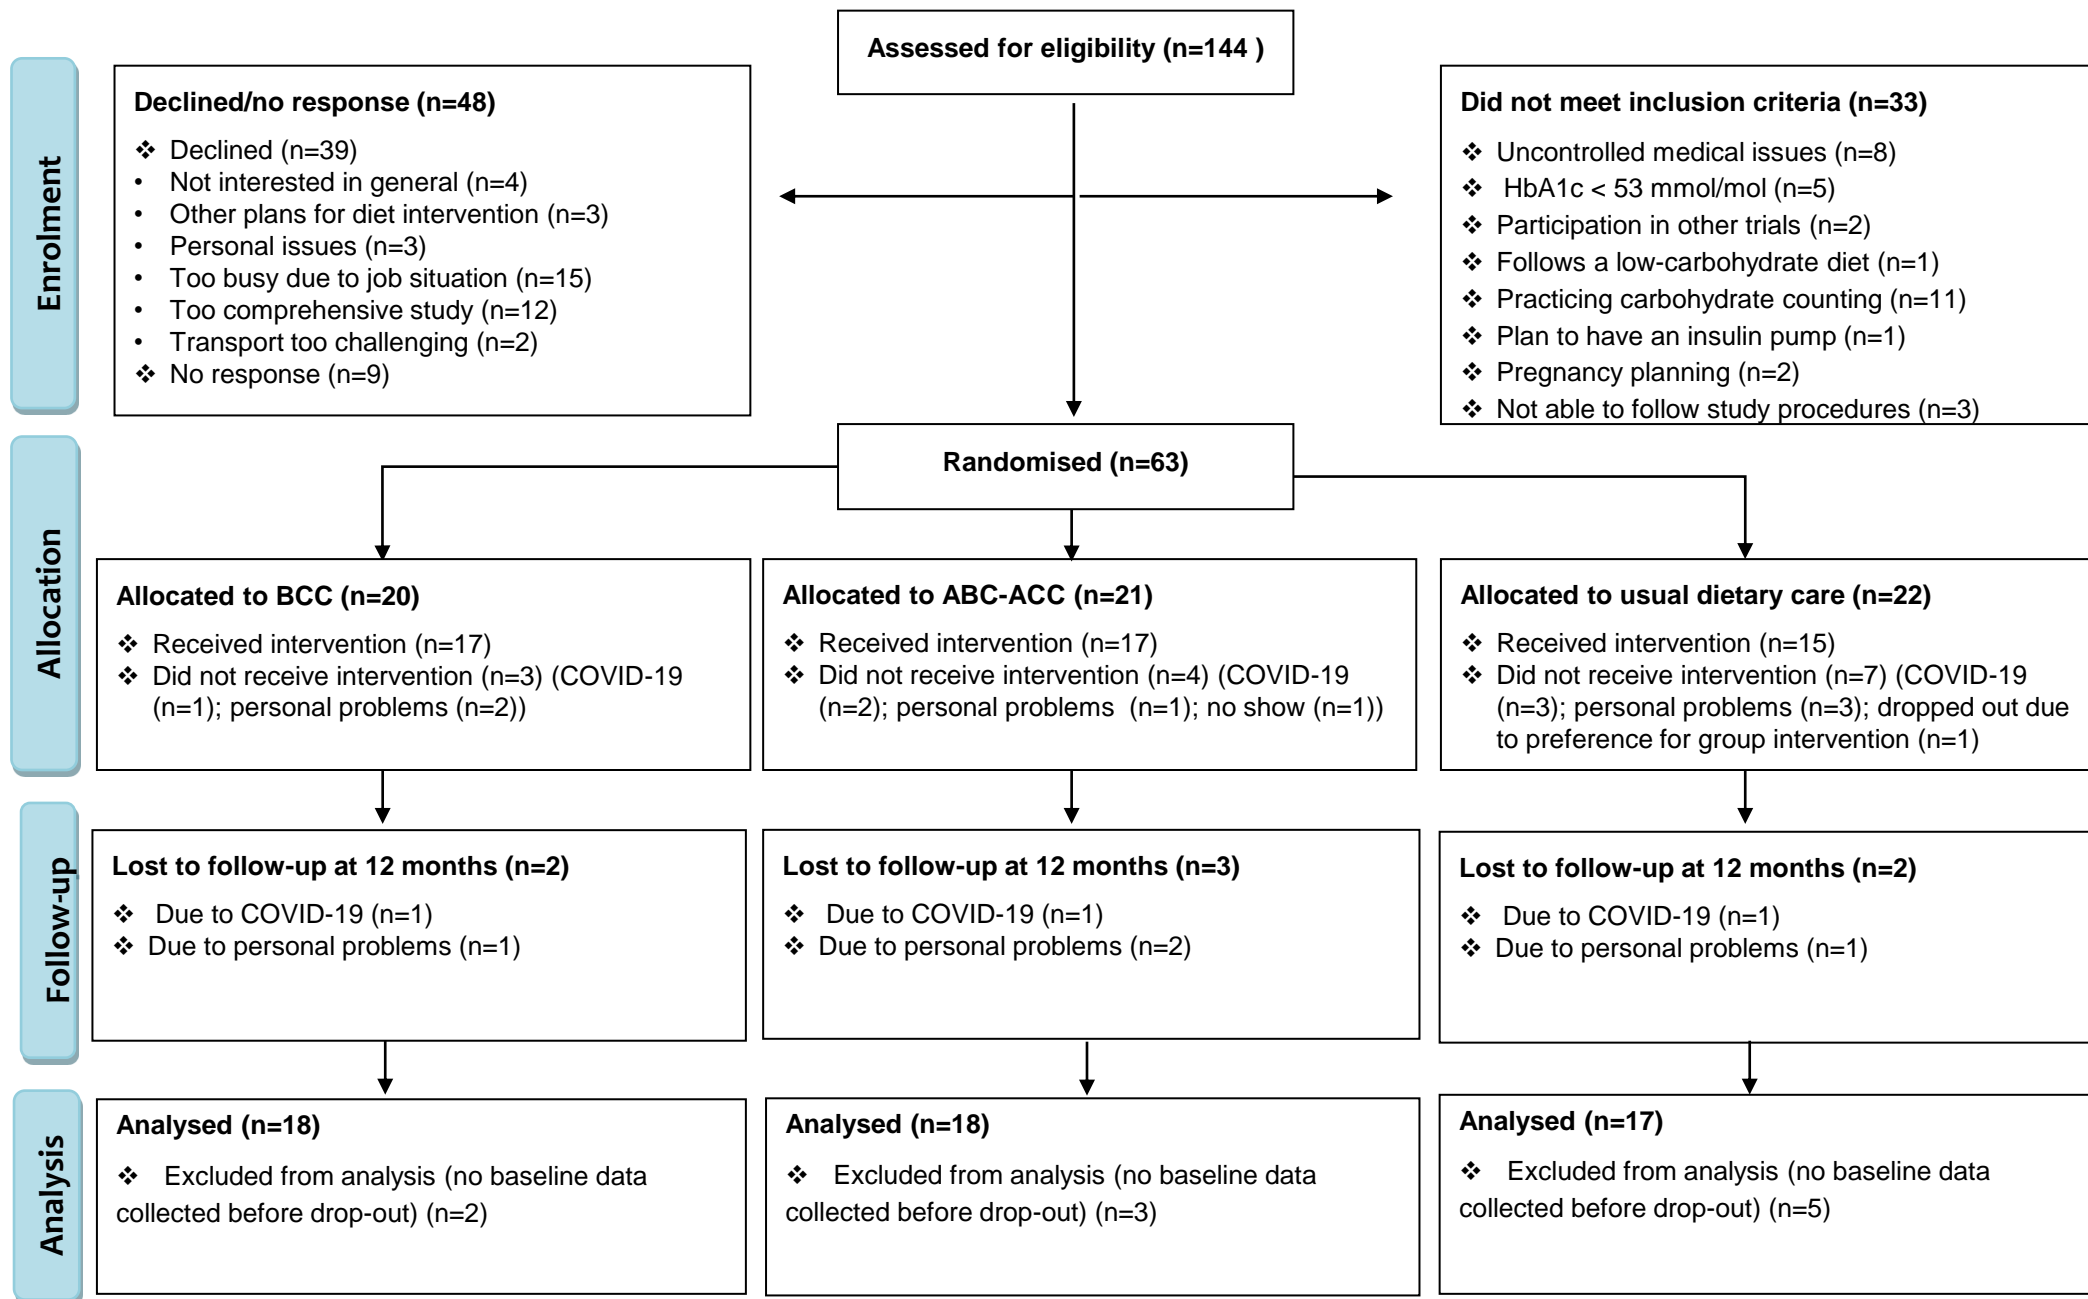 Assessed for eligibility (n=144 )
Enrolment
Declined/no response (n=48)
❖ Declined (n=39)
• Not interested in general (n=4)
• Other plans for diet intervention (n=3)
• Personal issues (n=3)
• Too busy due to job situation (n=15)
• Too comprehensive study (n=12)
• Transport too challenging (n=2)
❖ No response (n=9)
Did not meet inclusion criteria (n=33)
❖ Uncontrolled medical issues (n=8)
❖ HbA1c < 53 mmol/mol (n=5)
❖ Participation in other trials (n=2)
❖ Follows a low-carbohydrate diet (n=1)
❖ Practicing carbohydrate counting (n=11)
❖ Plan to have an insulin pump (n=1)
❖ Pregnancy planning (n=2)
❖ Not able to follow study procedures (n=3)
Randomised (n=63)
Allocation
Allocated to BCC (n=20)
❖ Received intervention (n=17)
❖ Did not receive intervention (n=3) (COVID-19
(n=1); personal problems (n=2))
Allocated to ABC-ACC (n=21)
❖ Received intervention (n=17)
❖ Did not receive intervention (n=4) (COVID-19
(n=2); personal problems (n=1); no show (n=1))
Allocated to usual dietary care (n=22)
❖ Received intervention (n=15)
❖ Did not receive intervention (n=7) (COVID-19
(n=3); personal problems (n=3); dropped out due
to preference for group intervention (n=1)
Follow-up
Lost to follow-up at 12 months (n=2)
❖ Due to COVID-19 (n=1)
❖ Due to personal problems (n=1)
Lost to follow-up at 12 months (n=3)
❖ Due to COVID-19 (n=1)
❖ Due to personal problems (n=2)
Lost to follow-up at 12 months (n=2)
❖ Due to COVID-19 (n=1)
❖ Due to personal problems (n=1)
Analysis
Analysed (n=18)
❖ Excluded from analysis (no baseline data
collected before drop-out) (n=2)
Analysed (n=18)
❖ Excluded from analysis (no baseline data
collected before drop-out) (n=3)
Analysed (n=17)
❖ Excluded from analysis (no baseline data
collected before drop-out) (n=5)